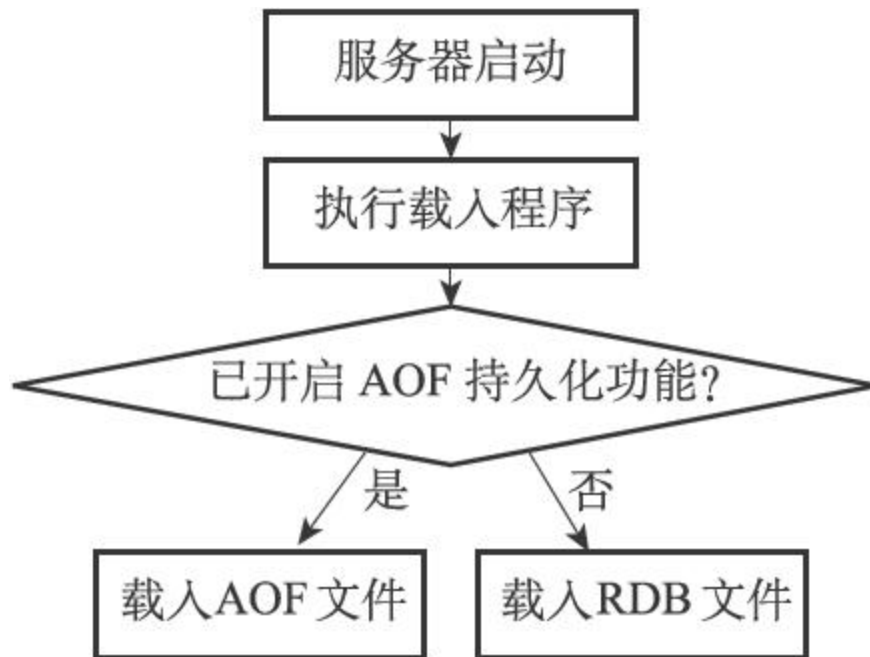 服务器启动
执行载入程序
已开启 AOF 持久化功能?
是
否
载入AOF 文件
载入RDB 文件